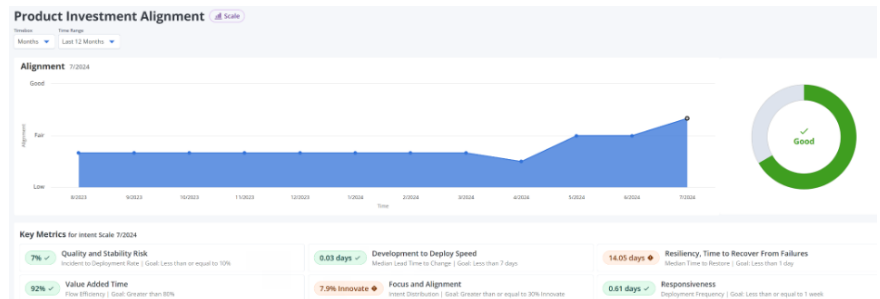 Product Investment Alignment Scale
Timebox Time Range
Months Last 12 Months
Alignment 7/2024
Good
Fair
Low
Alignment
8/2023 9/2023 10/2023 11/2023 12/2023 1/2024 2/2024 3/2024 4/2024 5/2024 6/2024 7/2024
Time
Good
Key Metrics for intent Scale 7/2024
7% Quality and Stability Risk
Incident to Deployment Rate | Goal: Less than or equal to 10%
0.03 days Development to Deploy Speed
Median Lead Time to Change | Goal: Less than 7 days
14.05 days Resiliency, Time to Recover From Failures
Median Time to Restore | Goal: Less than 1 day
92% Value Added Time
Flow Efficiency | Goal: Greater than 80%
7.9% Innovate Focus and Alignment
Intent Distribution | Goal: Greater than or equal to 30% Innovate
0.61 days Responsiveness
Deployment Frequency | Goal: Less than or equal to 1 week